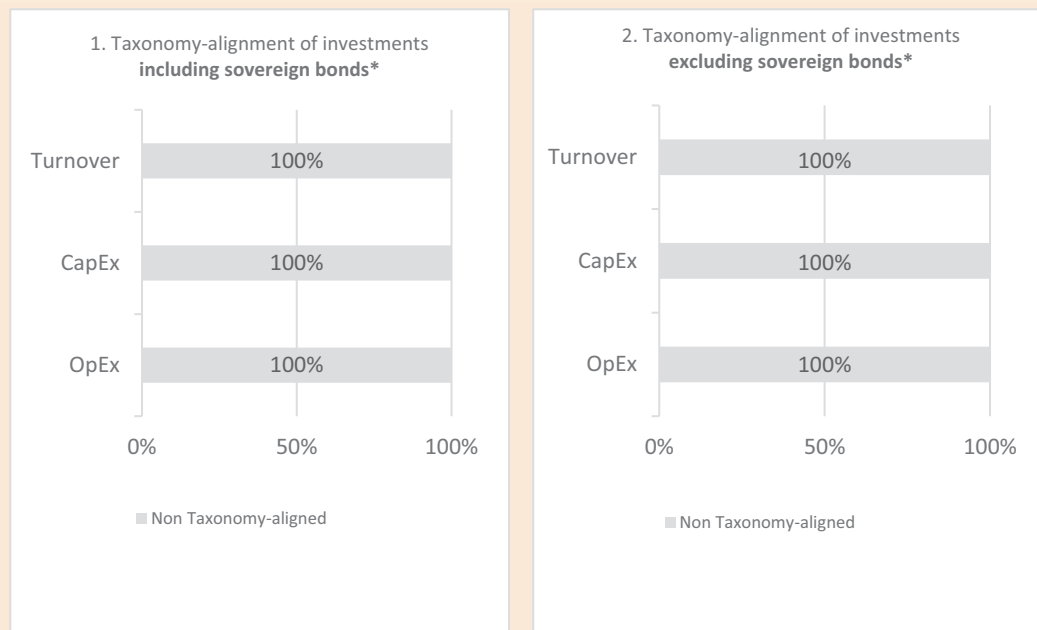 1. Taxonomy-alignment of investments
including sovereign bonds*
Turnover
100%
CapEx
100%
OpEx
100%
0%
50%
100%
Non Taxonomy-aligned
2. Taxonomy-alignment of investments
excluding sovereign bonds*
Turnover
100%
CapEx
100%
OpEx
100%
0%
50%
100%
Non Taxonomy-aligned